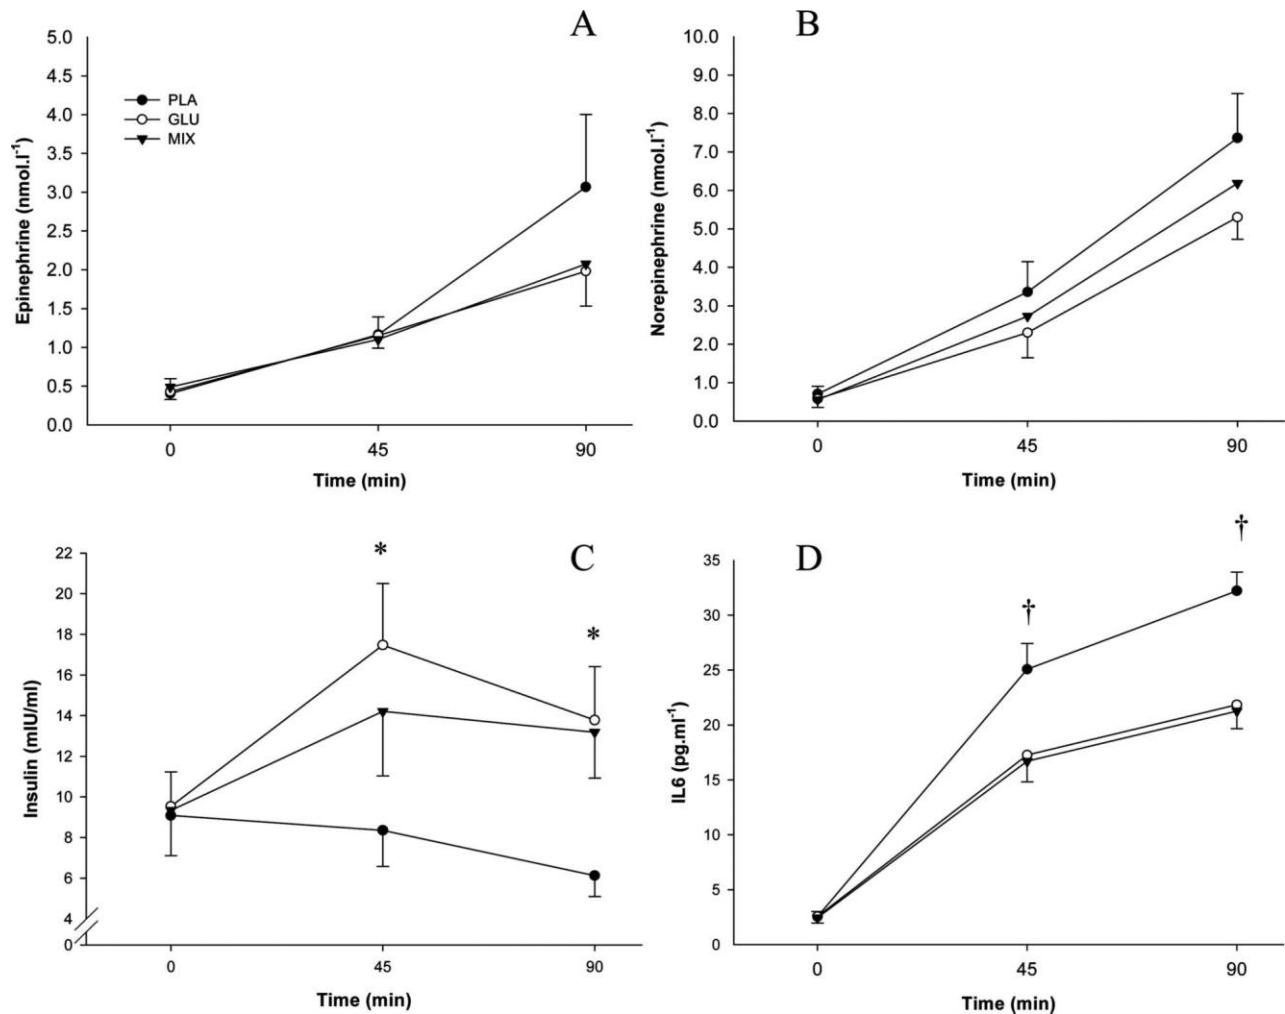 A
Epinephrine (nmol.l⁻¹)
5.0
4.5
4.0
3.5
3.0
2.5
2.0
1.5
1.0
0.5
0.0
PLA
GLU
MIX
0 45 90
Time (min)
B
Norepinephrine (nmol.l⁻¹)
10.0
9.0
8.0
7.0
6.0
5.0
4.0
3.0
2.0
1.0
0.0
0 45 90
Time (min)
C
Insulin (mIU/ml)
22
20
18
16
14
12
10
8
6
4
0
*
*
0 45 90
Time (min)
D
IL6 (pg.ml⁻¹)
35
30
25
20
15
10
5
0
†
†
0 45 90
Time (min)